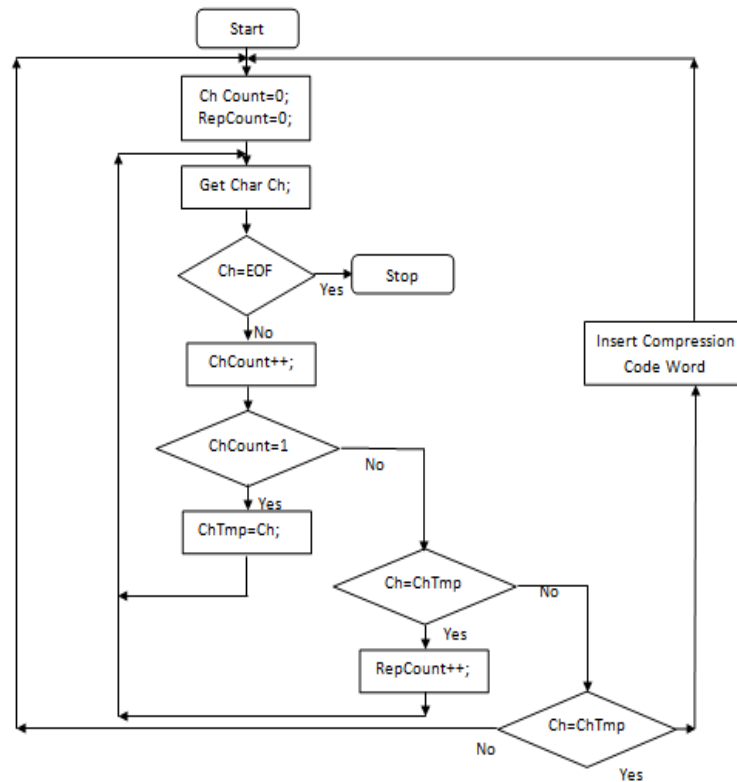 Start
Ch Count=0;
RepCount=0;
Get Char Ch;
Ch=EOF
Yes
Stop
No
ChCount++;
Insert Compression
Code Word
ChCount=1
No
Yes
ChTmp=Ch;
Ch=ChTmp
No
Yes
RepCount++;
Ch=ChTmp
No
Yes